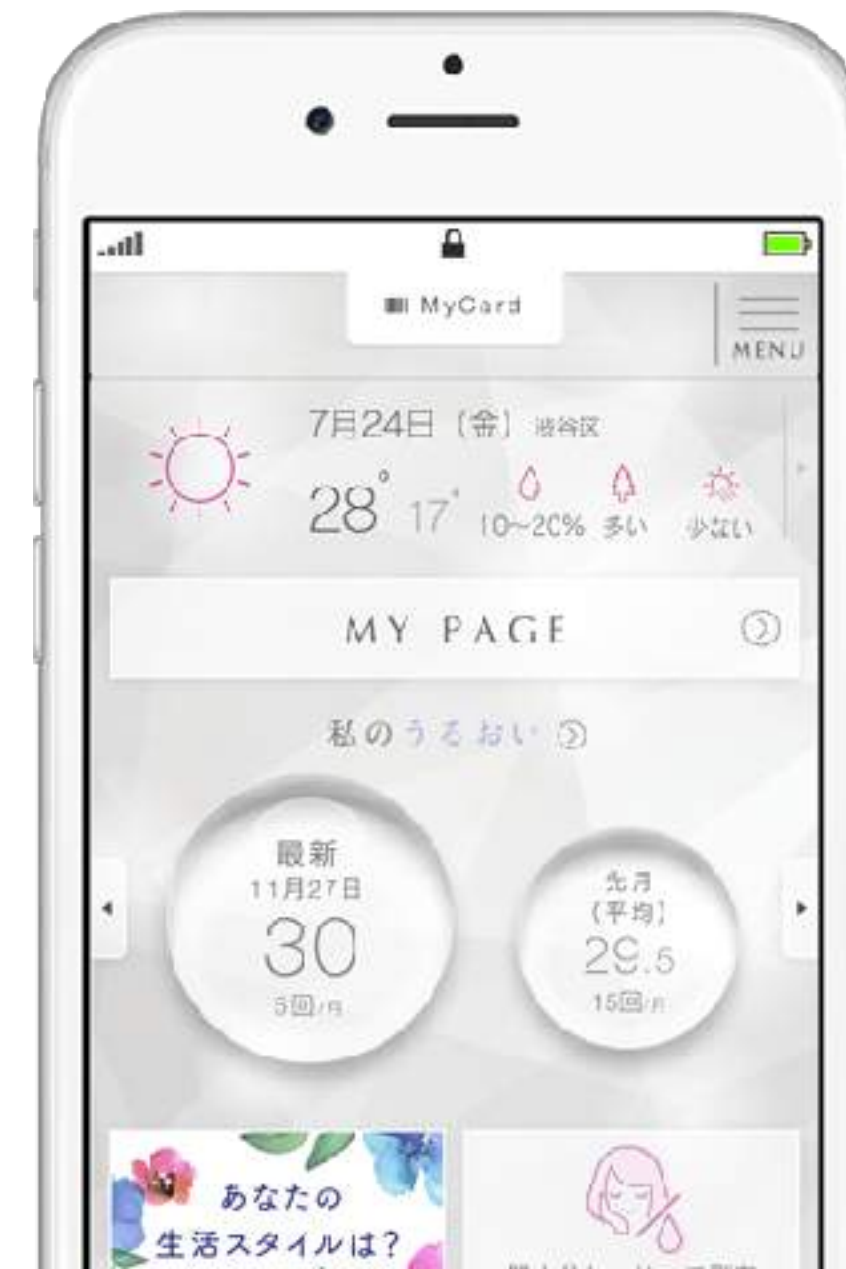 MyCard
MENU
7月24日（金）渋谷区
28° 17°
10～20% 多い 少ない
MY PAGE
私のうるおい
最新
11月27日
30
5回/月
先月
（平均）
29.5
15回/月
あなたの
生活スタイルは？